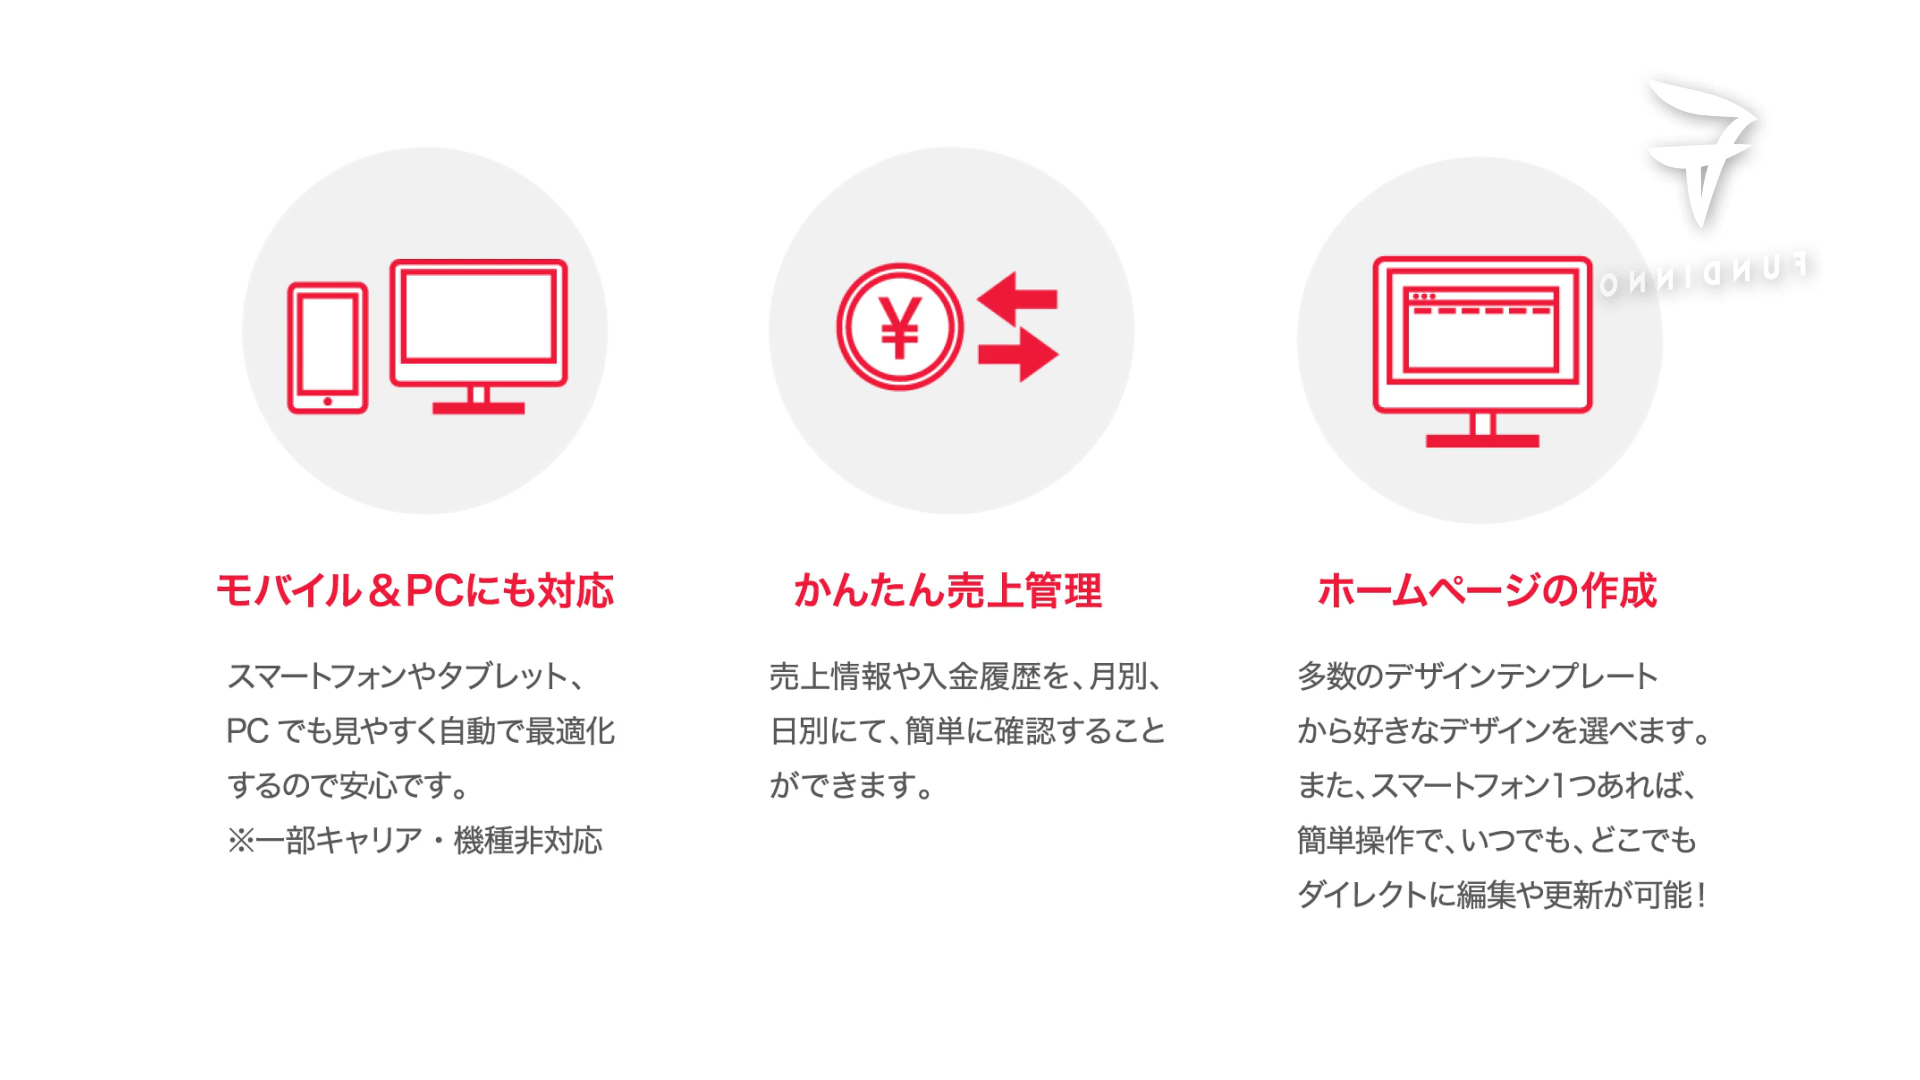 FUNDINNO
¥
モバイル＆PCにも対応
スマートフォンやタブレット、
PC でも見やすく自動で最適化
するので安心です。
※一部キャリア・機種非対応
かんたん売上管理
売上情報や入金履歴を、月別、
日別にて、簡単に確認すること
ができます。
ホームページの作成
多数のデザインテンプレート
から好きなデザインを選べます。
また、スマートフォン1つあれば、
簡単操作で、いつでも、どこでも
ダイレクトに編集や更新が可能！